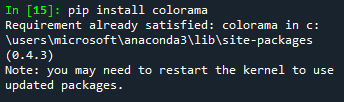 In [15]: pip install colorama
Requirement already satisfied: colorama in c:
\users\microsoft\anaconda3\lib\site-packages
(0.4.3)
Note: you may need to restart the kernel to use
updated packages.